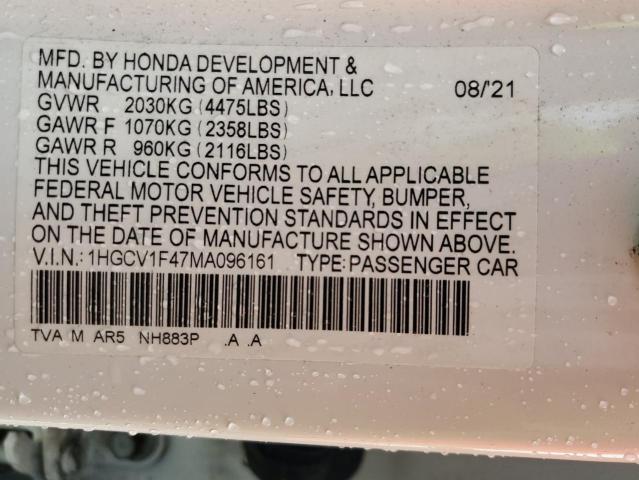 MFD. BY HONDA DEVELOPMENT &
MANUFACTURING OF AMERICA, LLC 08/'21
GVWR 2030KG (4475LBS)
GAWR F 1070KG (2358LBS)
GAWR R 960KG (2116LBS)
THIS VEHICLE CONFORMS TO ALL APPLICABLE
FEDERAL MOTOR VEHICLE SAFETY, BUMPER,
AND THEFT PREVENTION STANDARDS IN EFFECT
ON THE DATE OF MANUFACTURE SHOWN ABOVE.
V.I.N.: 1HGCV1F47MA096161 TYPE: PASSENGER CAR
TVA M AR5 NH883P .A .A